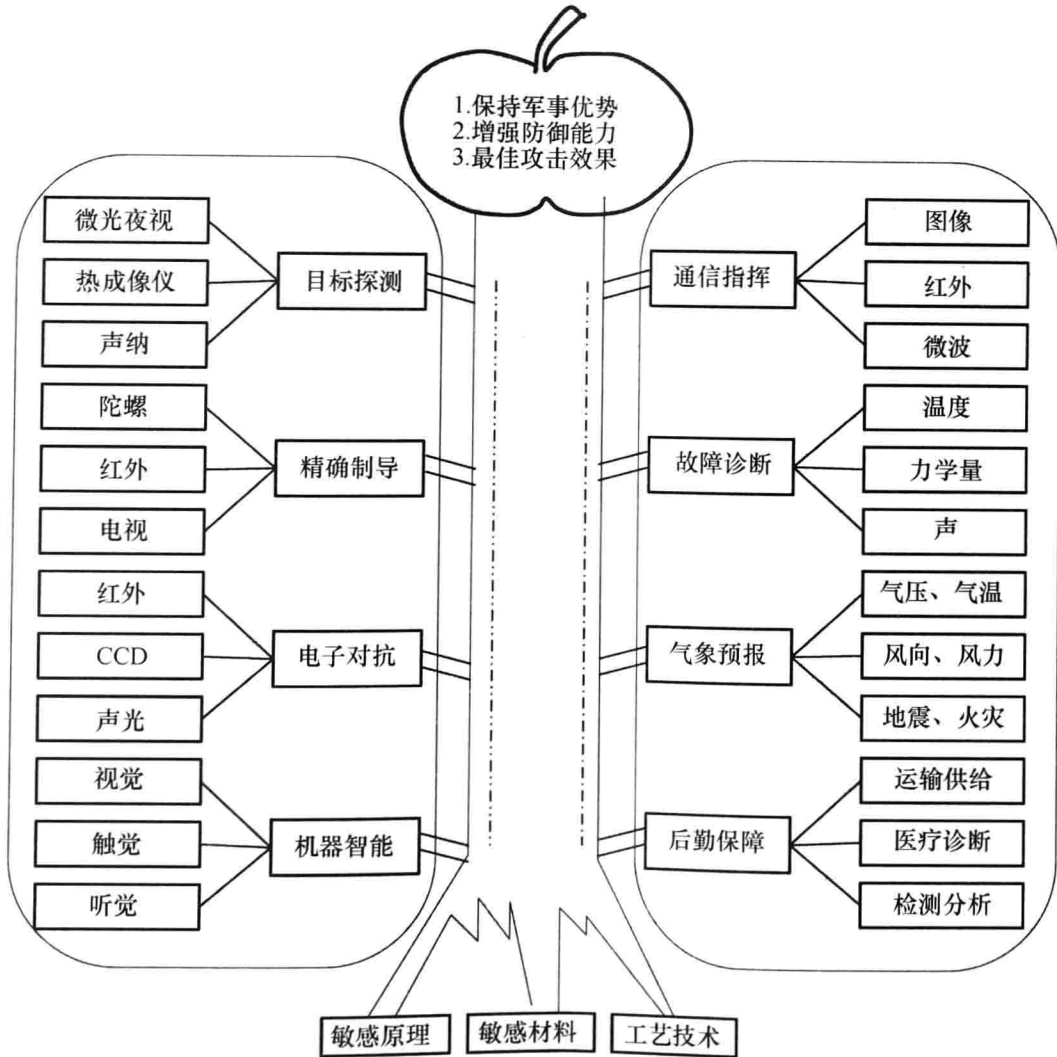 1.保持军事优势
2.增强防御能力
3.最佳攻击效果
微光夜视
热成像仪
声纳
目标探测
陀螺
红外
电视
精确制导
红外
CCD
声光
电子对抗
视觉
触觉
听觉
机器智能
通信指挥
图像
红外
微波
故障诊断
温度
力学量
声
气象预报
气压、气温
风向、风力
地震、火灾
后勤保障
运输供给
医疗诊断
检测分析
敏感原理
敏感材料
工艺技术